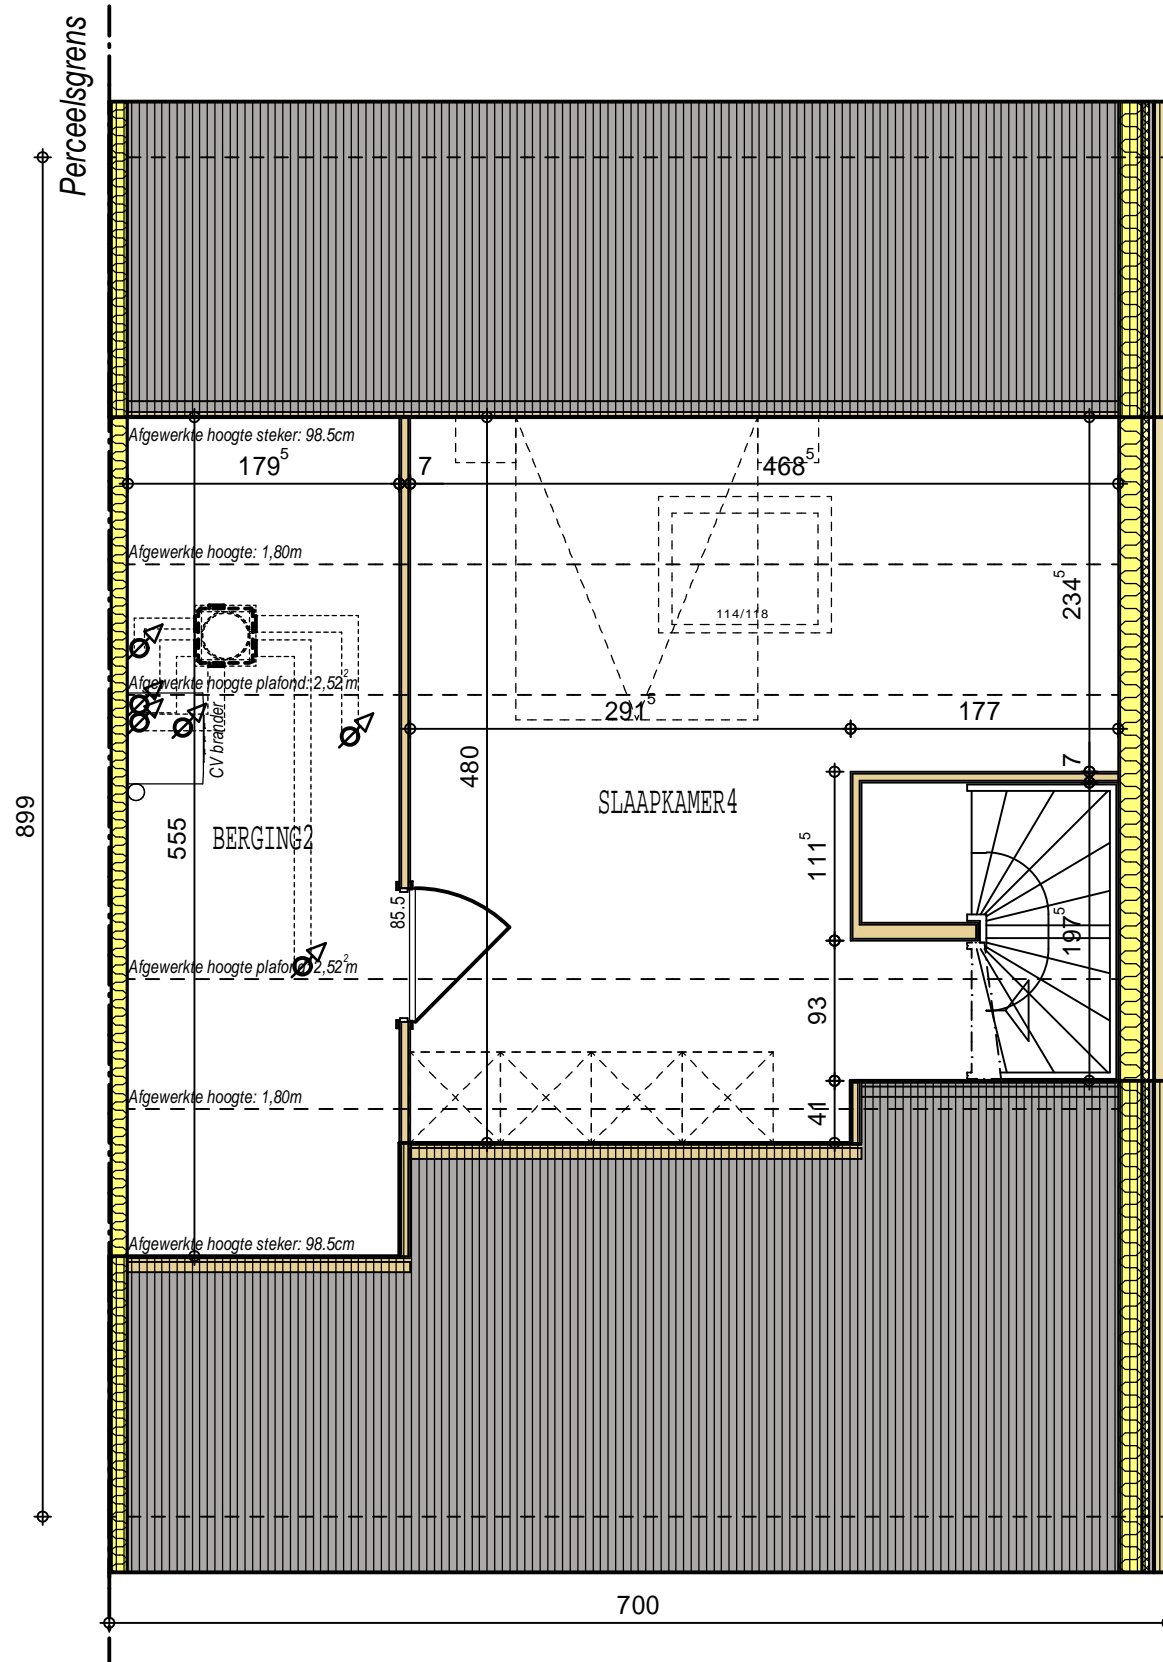 Perceelsgrens
Afgewerkte hoogte steker: 98.5cm
179⁵
7
468⁵
Afgewerkte hoogte: 1,80m
234⁵
114/118
Afgewerkte hoogte plafond: 2,52²m
291⁵
177
CV brander
480
7
899
SLAAPKAMER4
555
BERGING2
111⁵
85.5
197⁵
Afgewerkte hoogte plafond: 2,52²m
93
Afgewerkte hoogte: 1,80m
41
Afgewerkte hoogte steker: 98.5cm
700